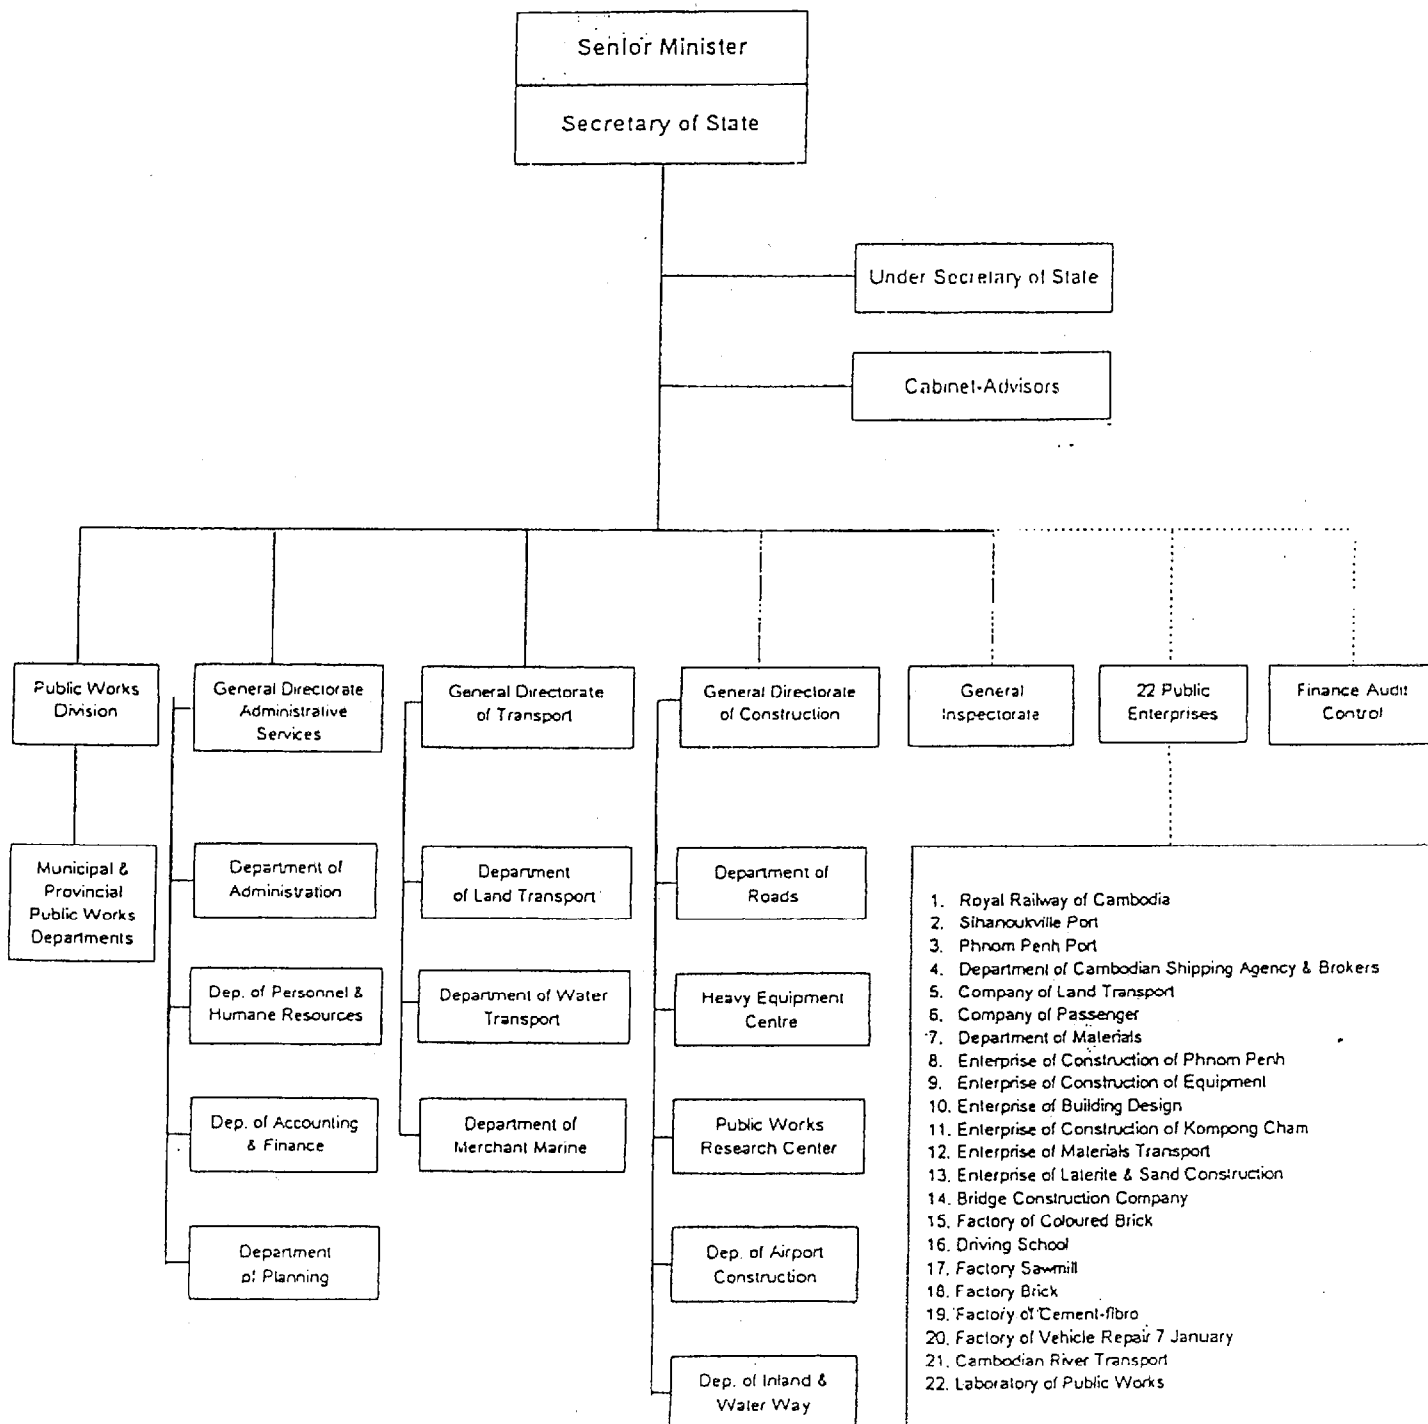 Senior Minister
Secretary of State
Under Secretary of State
Cabinet-Advisors
Public Works
Division
General Directorate
Administrative
Services
General Directorate
of Transport
General Directorate
of Construction
General
Inspectorate
22 Public
Enterprises
Finance Audit
Control
Municipal &
Provincial
Public Works
Departments
Department of
Administration
Dep. of Personnel &
Humane Resources
Dep. of Accounting
& Finance
Department
of Planning
Department
of Land Transport
Department of Water
Transport
Department of
Merchant Marine
Department of
Roads
Heavy Equipment
Centre
Public Works
Research Center
Dep. of Airport
Construction
Dep. of Inland &
Water Way
1. Royal Railway of Cambodia
2. Sihanoukville Port
3. Phnom Penh Port
4. Department of Cambodian Shipping Agency & Brokers
5. Company of Land Transport
6. Company of Passenger
7. Department of Materials
8. Enterprise of Construction of Phnom Penh
9. Enterprise of Construction of Equipment
10. Enterprise of Building Design
11. Enterprise of Construction of Kompong Cham
12. Enterprise of Materials Transport
13. Enterprise of Laterite & Sand Construction
14. Bridge Construction Company
15. Factory of Coloured Brick
16. Driving School
17. Factory Sawmill
18. Factory Brick
19. Factory of Cement-fibro
20. Factory of Vehicle Repair 7 January
21. Cambodian River Transport
22. Laboratory of Public Works